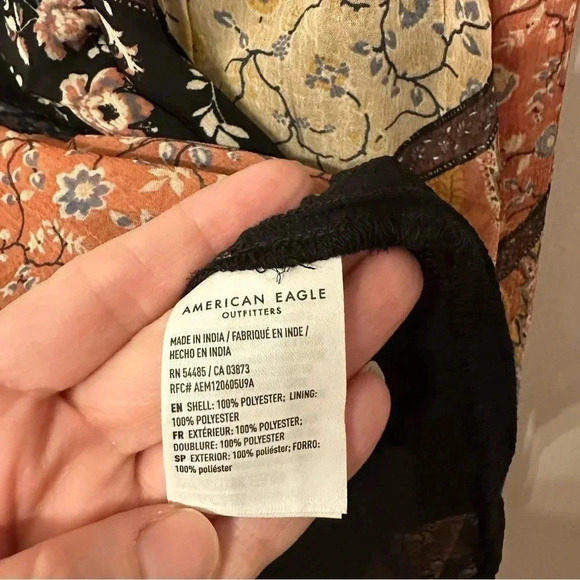 AMERICAN EAGLE
OUTFITTERS
MADE IN INDIA / FABRIQUÉ EN INDE /
HECHO EN INDIA
RN 54485 / CA 03873
RFC# AEM120605U9A
EN SHELL: 100% POLYESTER; LINING:
100% POLYESTER
FR EXTÉRIEUR: 100% POLYESTER;
DOUBLURE: 100% POLYESTER
SP EXTERIOR: 100% poliéster; FORRO:
100% poliéster